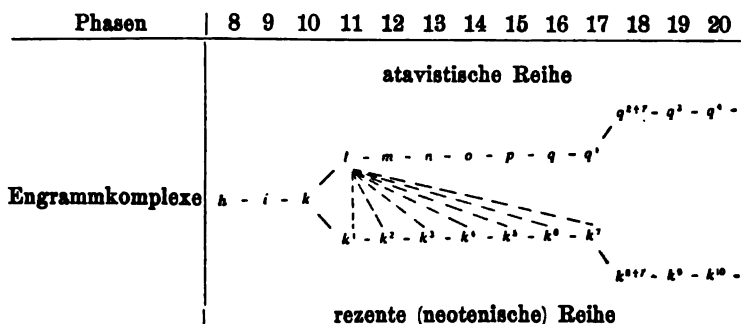 Phasen 8 9 10 11 12 13 14 15 16 17 18 19 20
atavistische Reihe
q²⁺⁷ - q³ - q⁴ -
l - m - n - o - p - q - q¹
Engrammkomplexe h - i - k
k¹ - k² - k³ - k⁴ - k⁵ - k⁶ - k⁷
k⁸⁺⁷ - k⁹ - k¹⁰ -
rezente (neotenische) Reihe